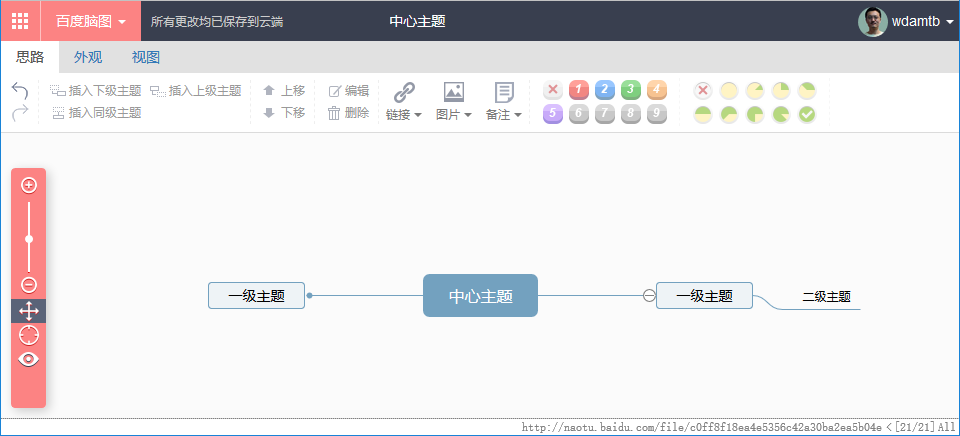 百度脑图 所有更改均已保存到云端 中心主题 wdamtb
思路 外观 视图
插入下级主题 插入上级主题 上移 编辑
插入同级主题 下移 删除
链接 图片 备注
1 2 3 4
5 6 7 8 9
一级主题 中心主题 一级主题 二级主题
http://naotu.baidu.com/file/c0ff8f18ea4e5356c42a30ba2ea5b04e < [21/21] All